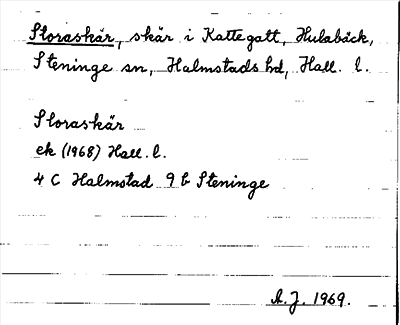 Storaskär, skär i Kattegatt, Hulabäck,
Steninge sn, Halmstads hd, Hall. l.
Storaskär
ek (1968) Hall. l.
4 C Halmstad 9 b Steninge
A.J. 1969.